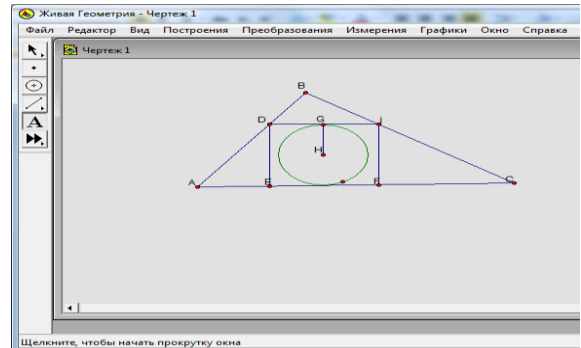 Живая Геометрия - Чертеж 1
Файл Редактор Вид Построения Преобразования Измерения Графики Окно Справка
Чертеж 1
A
B
D G I
H
A E F C
Щелкните, чтобы начать прокрутку окна